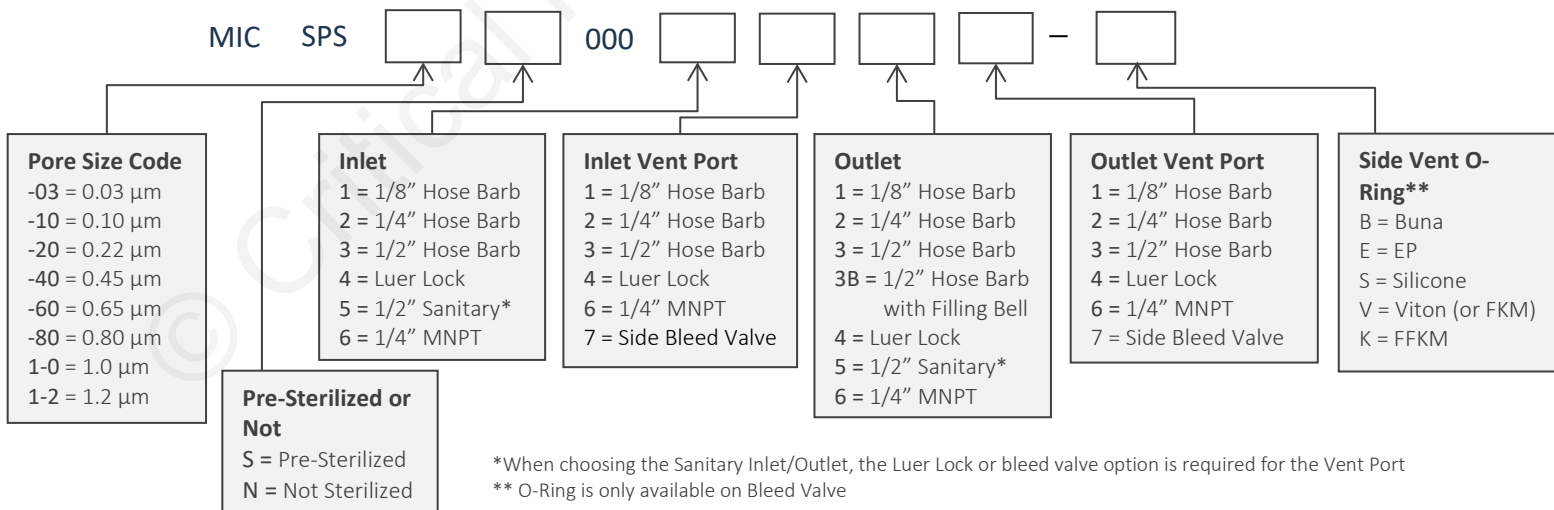 MIC SPS 000 –
Pore Size Code
-03 = 0.03 µm
-10 = 0.10 µm
-20 = 0.22 µm
-40 = 0.45 µm
-60 = 0.65 µm
-80 = 0.80 µm
1-0 = 1.0 µm
1-2 = 1.2 µm
Pre-Sterilized or
Not
S = Pre-Sterilized
N = Not Sterilized
Inlet
1 = 1/8” Hose Barb
2 = 1/4” Hose Barb
3 = 1/2” Hose Barb
4 = Luer Lock
5 = 1/2” Sanitary*
6 = 1/4” MNPT
Inlet Vent Port
1 = 1/8” Hose Barb
2 = 1/4” Hose Barb
3 = 1/2” Hose Barb
4 = Luer Lock
6 = 1/4” MNPT
7 = Side Bleed Valve
Outlet
1 = 1/8” Hose Barb
2 = 1/4” Hose Barb
3 = 1/2” Hose Barb
3B = 1/2” Hose Barb
with Filling Bell
4 = Luer Lock
5 = 1/2” Sanitary*
6 = 1/4” MNPT
Outlet Vent Port
1 = 1/8” Hose Barb
2 = 1/4” Hose Barb
3 = 1/2” Hose Barb
4 = Luer Lock
6 = 1/4” MNPT
7 = Side Bleed Valve
Side Vent O-
Ring**
B = Buna
E = EP
S = Silicone
V = Viton (or FKM)
K = FFKM
*When choosing the Sanitary Inlet/Outlet, the Luer Lock or bleed valve option is required for the Vent Port
** O-Ring is only available on Bleed Valve
© Critical